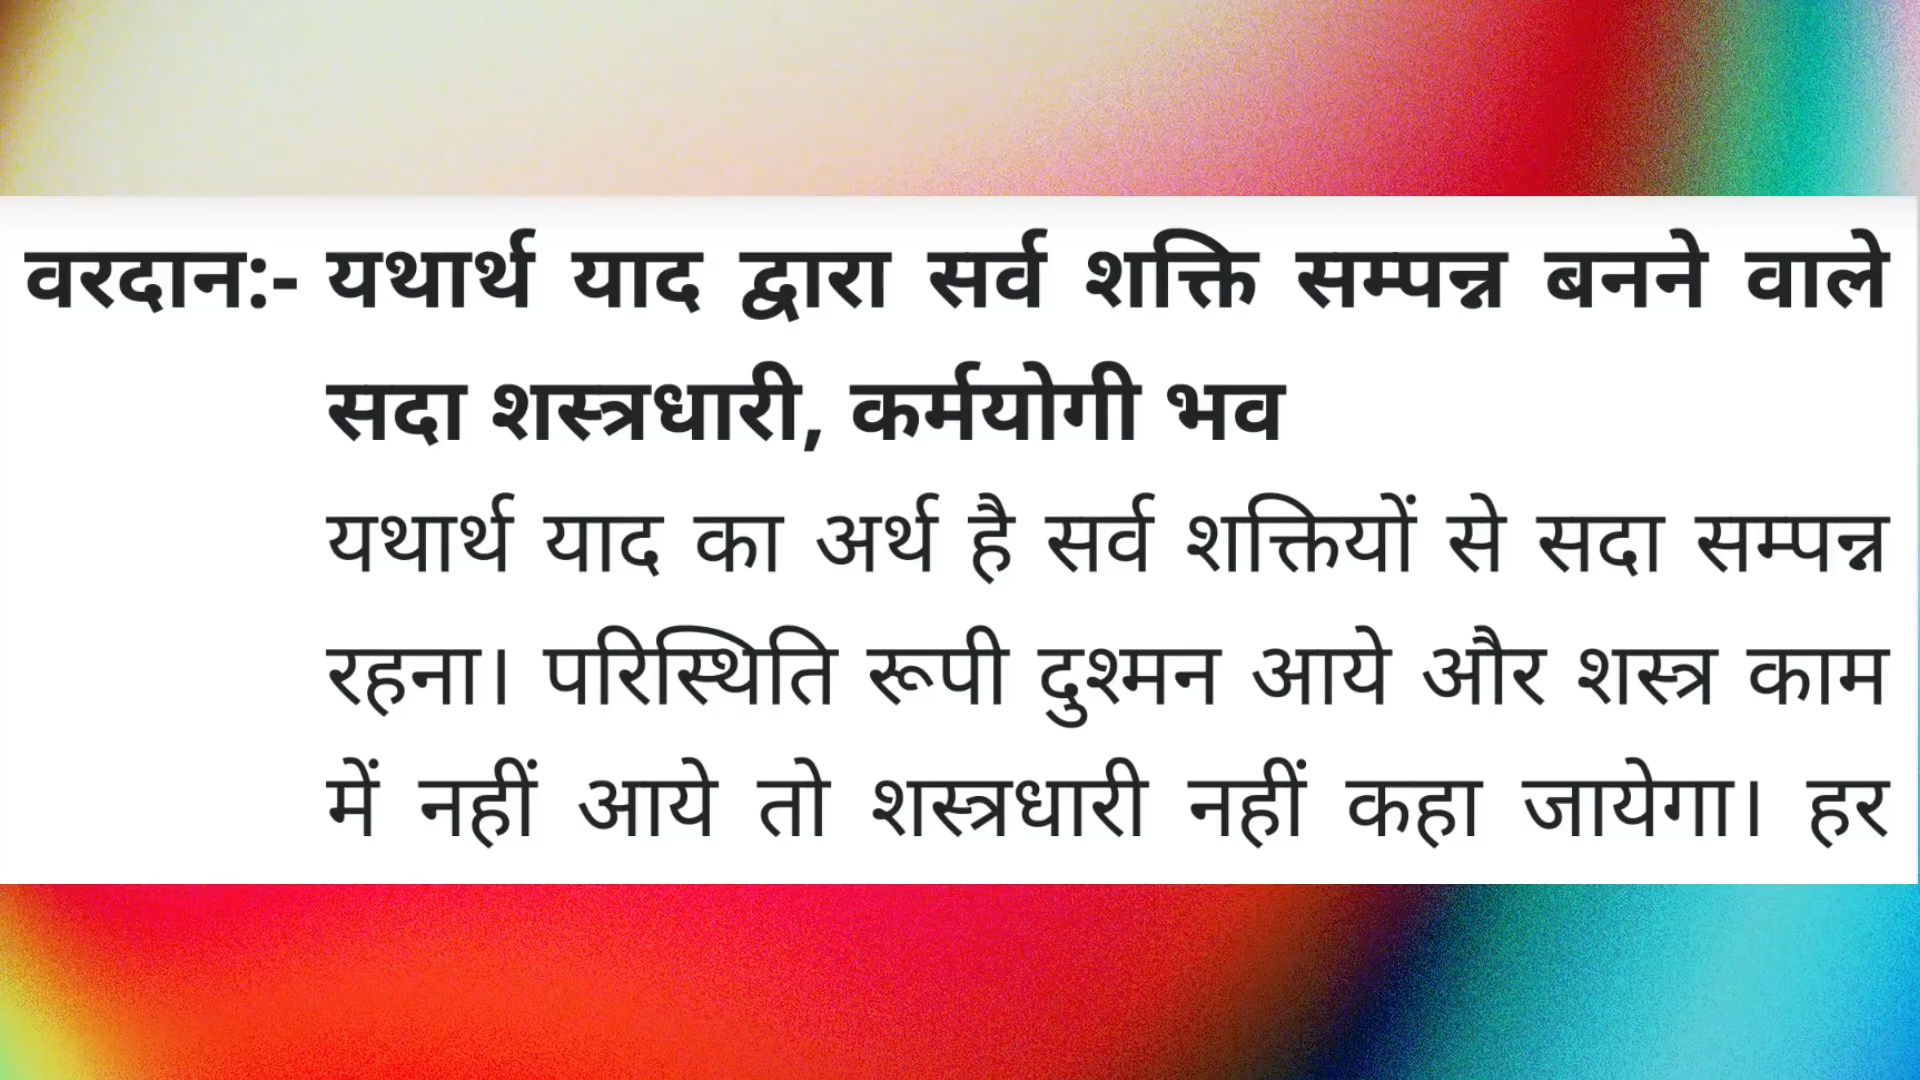 वरदान:- यथार्थ याद द्वारा सर्व शक्ति सम्पन्न बनने वाले
सदा शस्त्रधारी, कर्मयोगी भव
यथार्थ याद का अर्थ है सर्व शक्तियों से सदा सम्पन्न
रहना। परिस्थिति रूपी दुश्मन आये और शस्त्र काम
में नहीं आये तो शस्त्रधारी नहीं कहा जायेगा। हर